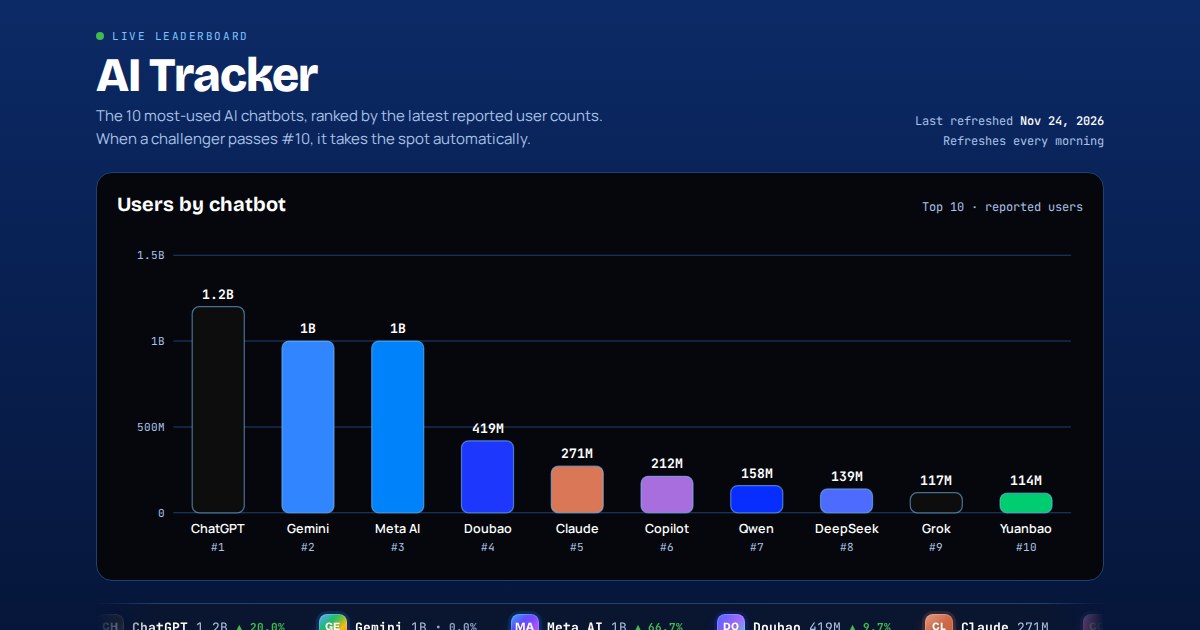 LIVE LEADERBOARD
AI Tracker
The 10 most-used AI chatbots, ranked by the latest reported user counts.
When a challenger passes #10, it takes the spot automatically.
Last refreshed Nov 24, 2026
Refreshes every morning
Users by chatbot
Top 10 · reported users
1.5B
1B
500M
0
1.2B
1B
1B
419M
271M
212M
158M
139M
117M
114M
ChatGPT
Gemini
Meta AI
Doubao
Claude
Copilot
Qwen
DeepSeek
Grok
Yuanbao
#1
#2
#3
#4
#5
#6
#7
#8
#9
#10
CH ChatGPT 1.2B ▲ 20.0% GE Gemini 1B · 0.0% MA Meta AI 1B ▲ 66.7% DO Doubao 419M ▲ 9.7% CL Claude 271M